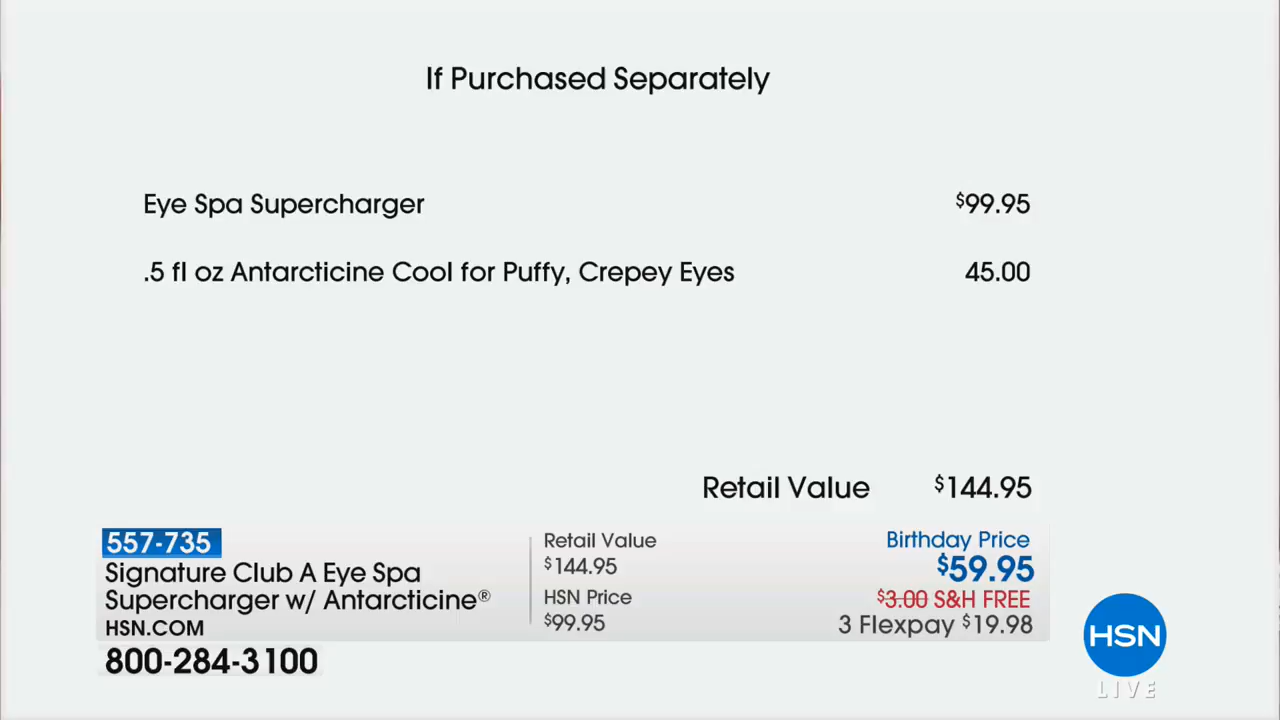 If Purchased Separately
Eye Spa Supercharger $99.95
.5 fl oz Antarcticine Cool for Puffy, Crepey Eyes 45.00
Retail Value $144.95
557-735
Signature Club A Eye Spa
Supercharger w/ Antarcticine®
HSN.COM
800-284-3100
Retail Value
$144.95
HSN Price
$99.95
Birthday Price
$59.95
$3.00 S&H FREE
3 Flexpay $19.98
HSN
LIVE